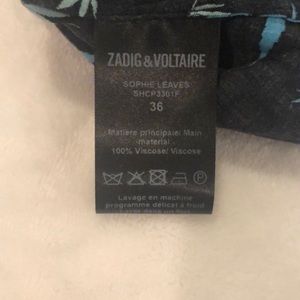 ZADIG & VOLTAIRE
SOPHIE LEAVES
SHCP3301F
36
Matière principale/ Main
material
100% Viscose/ Viscose
P
Lavage en machine
programme délicat à froid